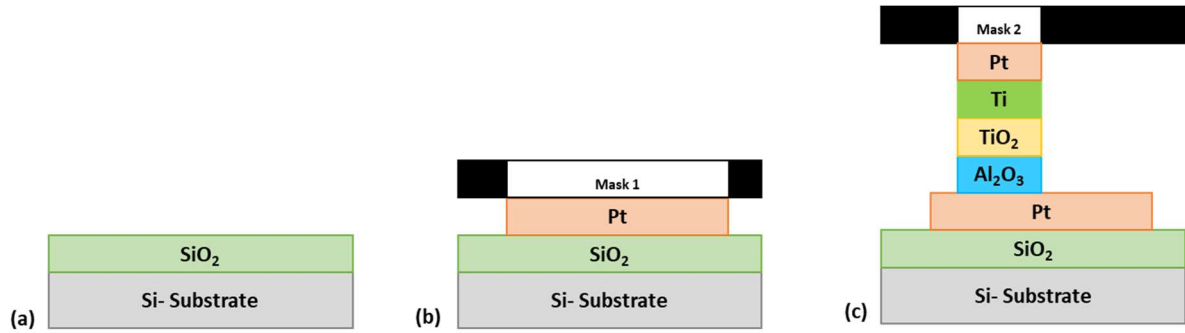 SiO₂
Si- Substrate
(a)
Mask 1
Pt
SiO₂
Si- Substrate
(b)
Mask 2
Pt
Ti
TiO₂
Al₂O₃
Pt
SiO₂
Si- Substrate
(c)